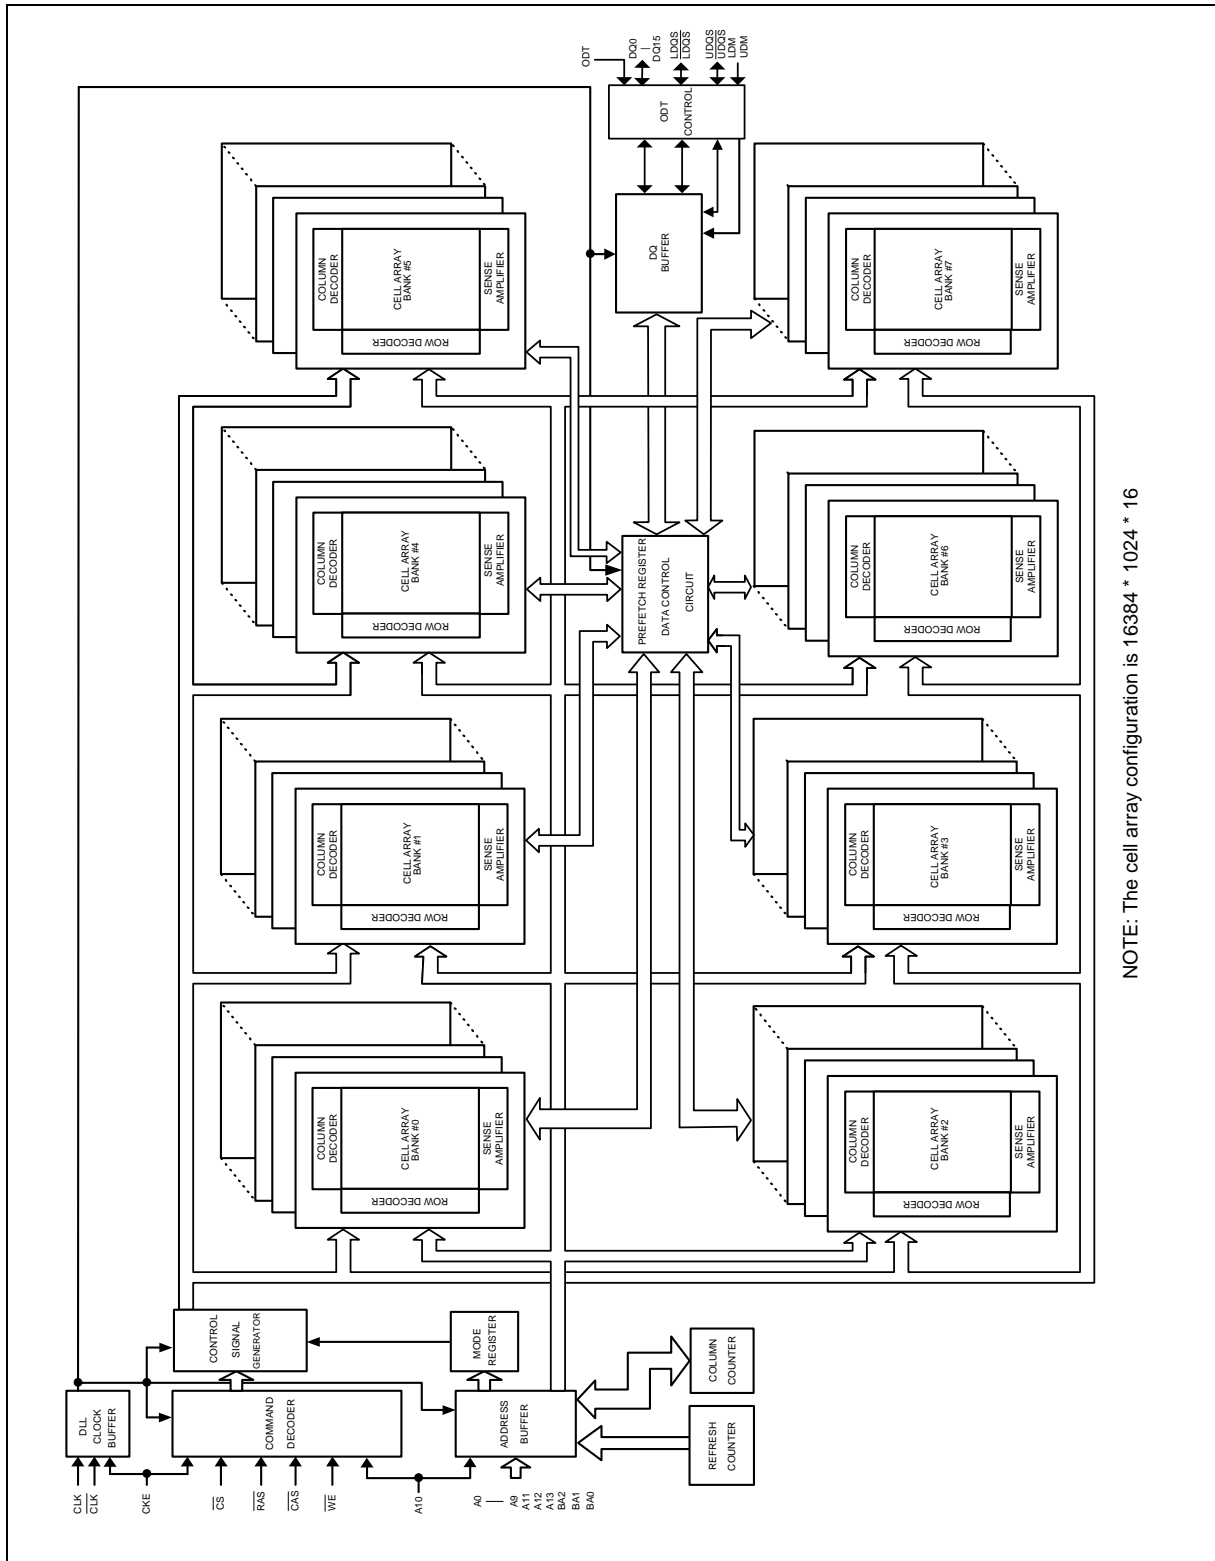 CLK
CLK
CKE
CS
RAS
CAS
WE
A10
A0
A9
A11
A12
A13
BA2
BA1
BA0
DLL
CLOCK
BUFFER
COMMAND
DECODER
ADDRESS
BUFFER
REFRESH
COUNTER
COLUMN
COUNTER
CONTROL
SIGNAL
GENERATOR
MODE
REGISTER
COLUMN
DECODER
CELL ARRAY
BANK #0
SENSE
AMPLIFIER
ROW DECODER
COLUMN
DECODER
CELL ARRAY
BANK #1
SENSE
AMPLIFIER
ROW DECODER
COLUMN
DECODER
CELL ARRAY
BANK #4
SENSE
AMPLIFIER
ROW DECODER
COLUMN
DECODER
CELL ARRAY
BANK #5
SENSE
AMPLIFIER
ROW DECODER
COLUMN
DECODER
CELL ARRAY
BANK #2
SENSE
AMPLIFIER
ROW DECODER
COLUMN
DECODER
CELL ARRAY
BANK #3
SENSE
AMPLIFIER
ROW DECODER
COLUMN
DECODER
CELL ARRAY
BANK #6
SENSE
AMPLIFIER
ROW DECODER
COLUMN
DECODER
CELL ARRAY
BANK #7
SENSE
AMPLIFIER
ROW DECODER
PREFETCH REGISTER
DATA CONTROL
CIRCUIT
DQ
BUFFER
ODT
CONTROL
ODT
DQ0
DQ15
LDQS
LDQS
UDQS
UDQS
LDM
UDM
NOTE: The cell array configuration is 16384 * 1024 * 16